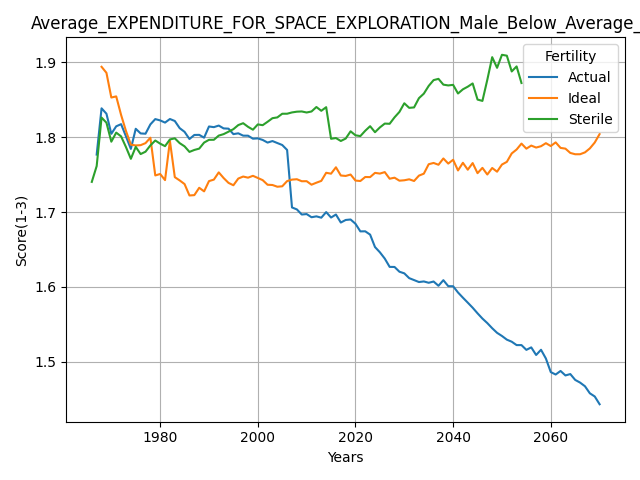 Average_EXPENDITURE_FOR_SPACE_EXPLORATION_Male_Below_Average_
Fertility
Actual
Ideal
Sterile
Score(1-3)
1.9
1.8
1.7
1.6
1.5
1980
2000
2020
2040
2060
Years